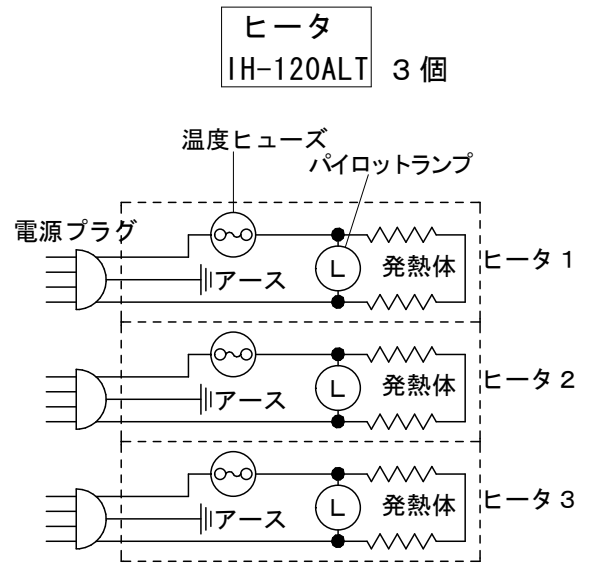 ヒータ
IH-120ALT ３個
温度ヒューズ
パイロットランプ
電源プラグ
L
発熱体
ヒータ１
アース
L
発熱体
ヒータ２
アース
L
発熱体
ヒータ３
アース